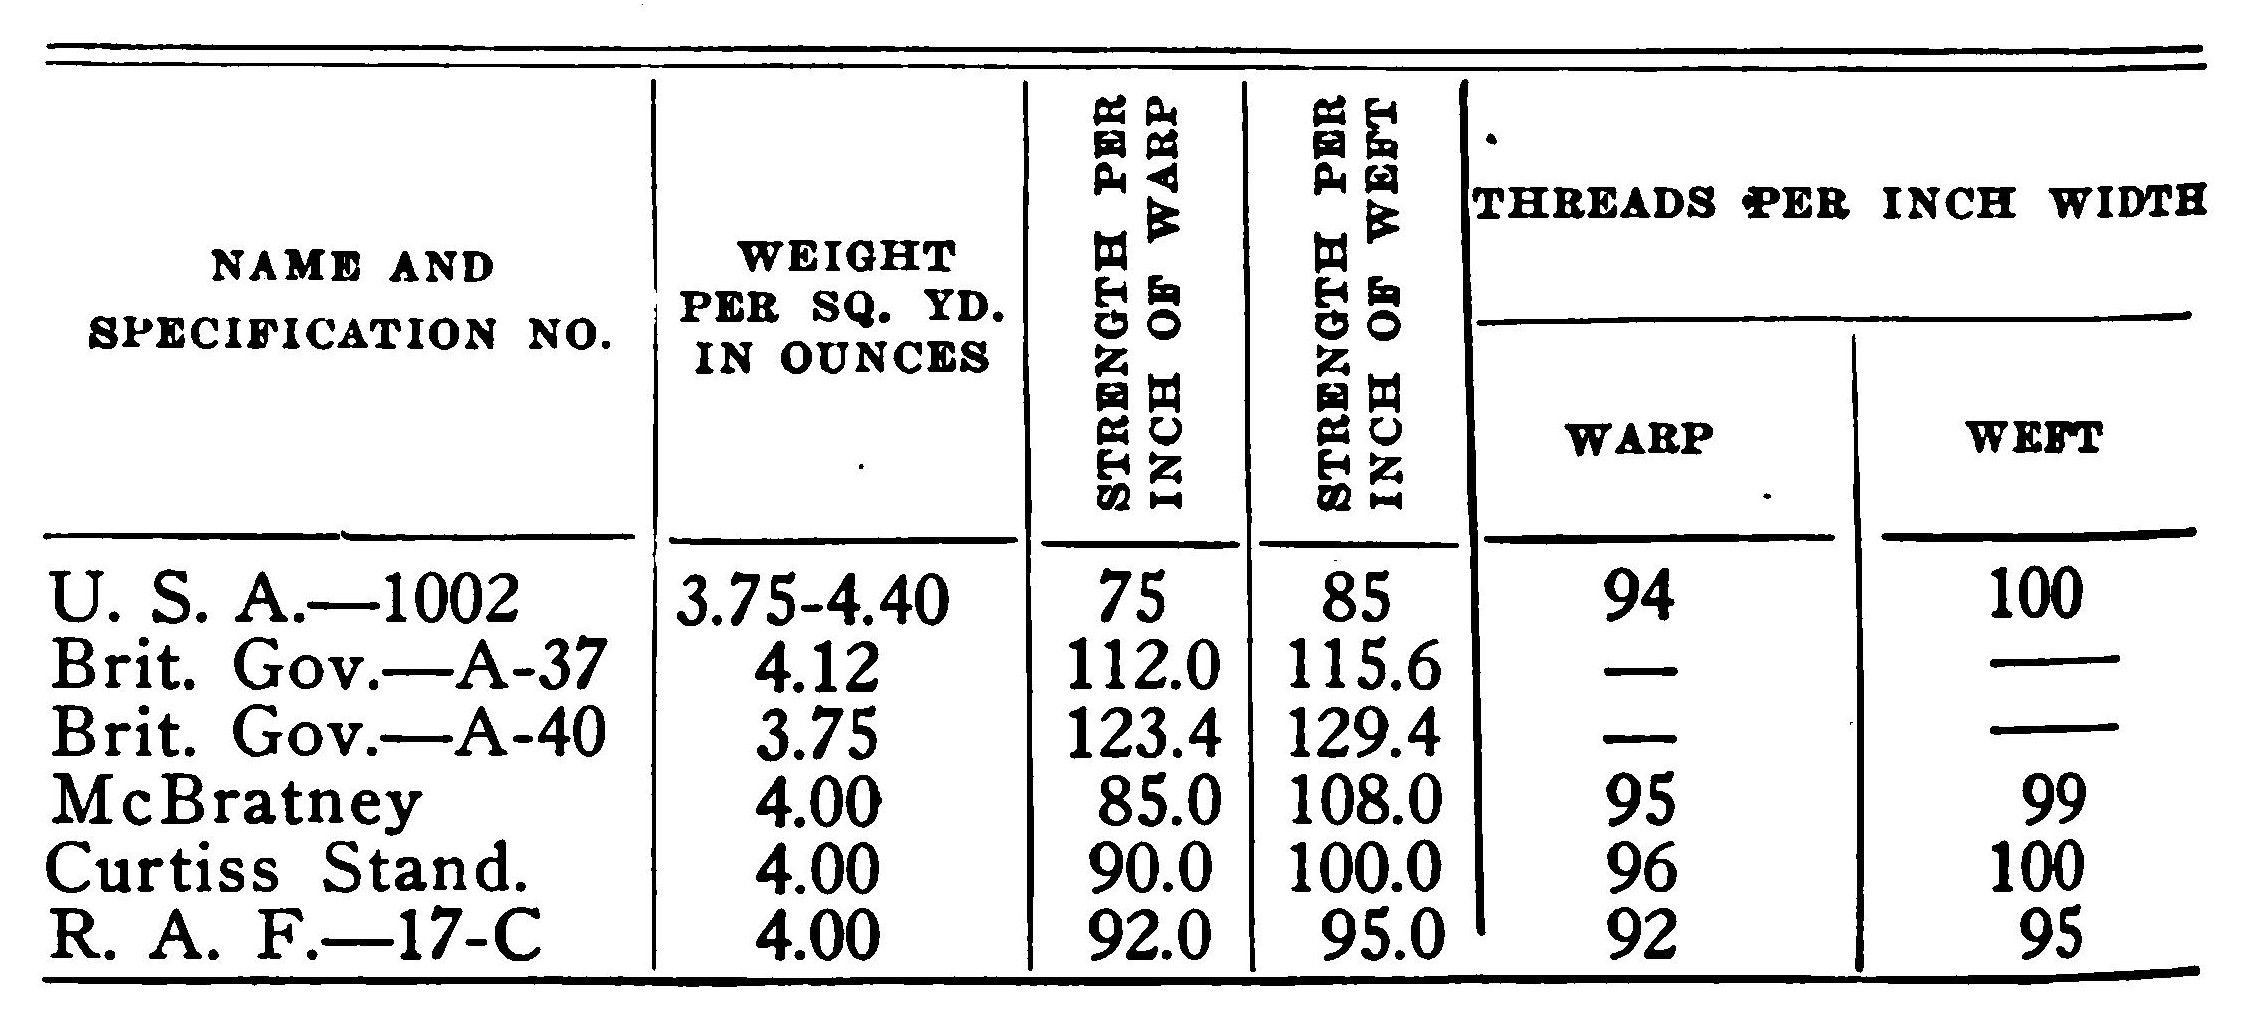 NAME AND
SPECIFICATION NO.
WEIGHT
PER SQ. YD.
IN OUNCES
STRENGTH PER
INCH OF WARP
STRENGTH PER
INCH OF WEFT
THREADS PER INCH WIDTH
WARP WEFT
U. S. A.—1002 3.75-4.40 75 85 94 100
Brit. Gov.—A-37 4.12 112.0 115.6 — —
Brit. Gov.—A-40 3.75 123.4 129.4 — —
McBratney 4.00 85.0 108.0 95 99
Curtiss Stand. 4.00 90.0 100.0 96 100
R. A. F.—17-C 4.00 92.0 95.0 92 95